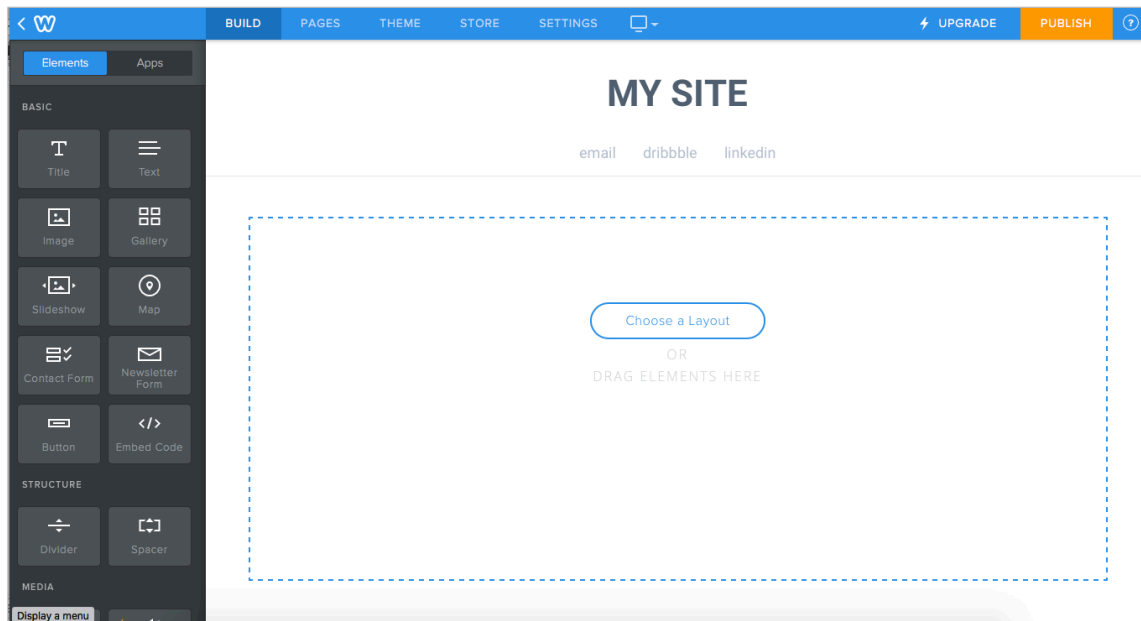 BUILD PAGES THEME STORE SETTINGS UPGRADE PUBLISH ?
Elements Apps
BASIC
Title Text
Image Gallery
Slideshow Map
Contact Form Newsletter
Form
Button Embed Code
STRUCTURE
Divider Spacer
MEDIA
Display a menu
MY SITE
email dribbble linkedin
Choose a Layout
OR
DRAG ELEMENTS HERE